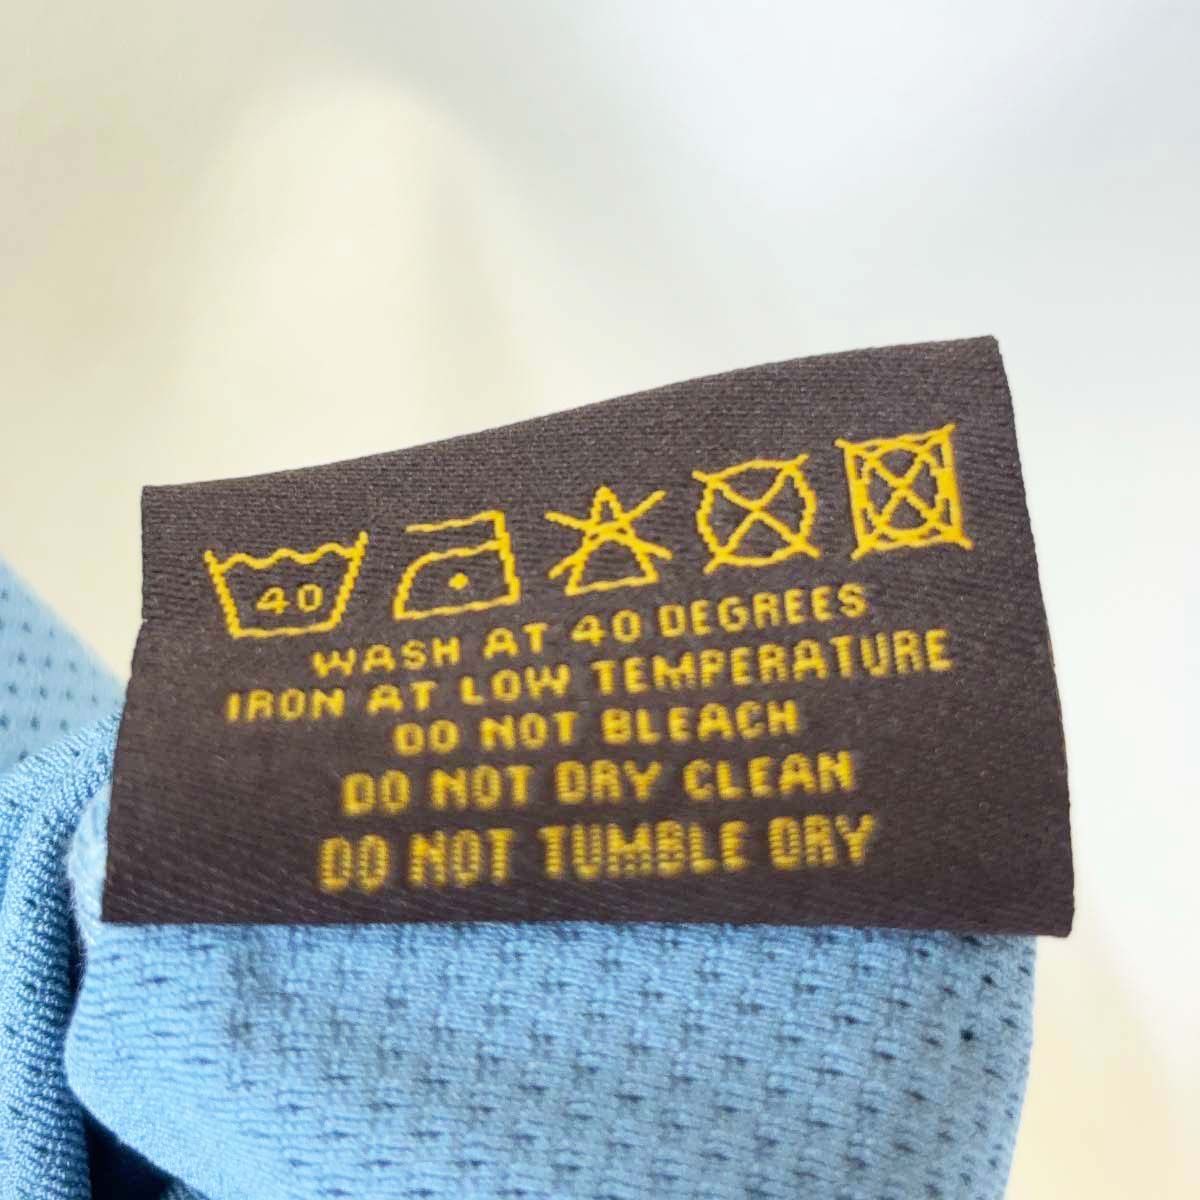 40
WASH AT 40 DEGREES
IRON AT LOW TEMPERATURE
DO NOT BLEACH
DO NOT DRY CLEAN
DO NOT TUMBLE DRY